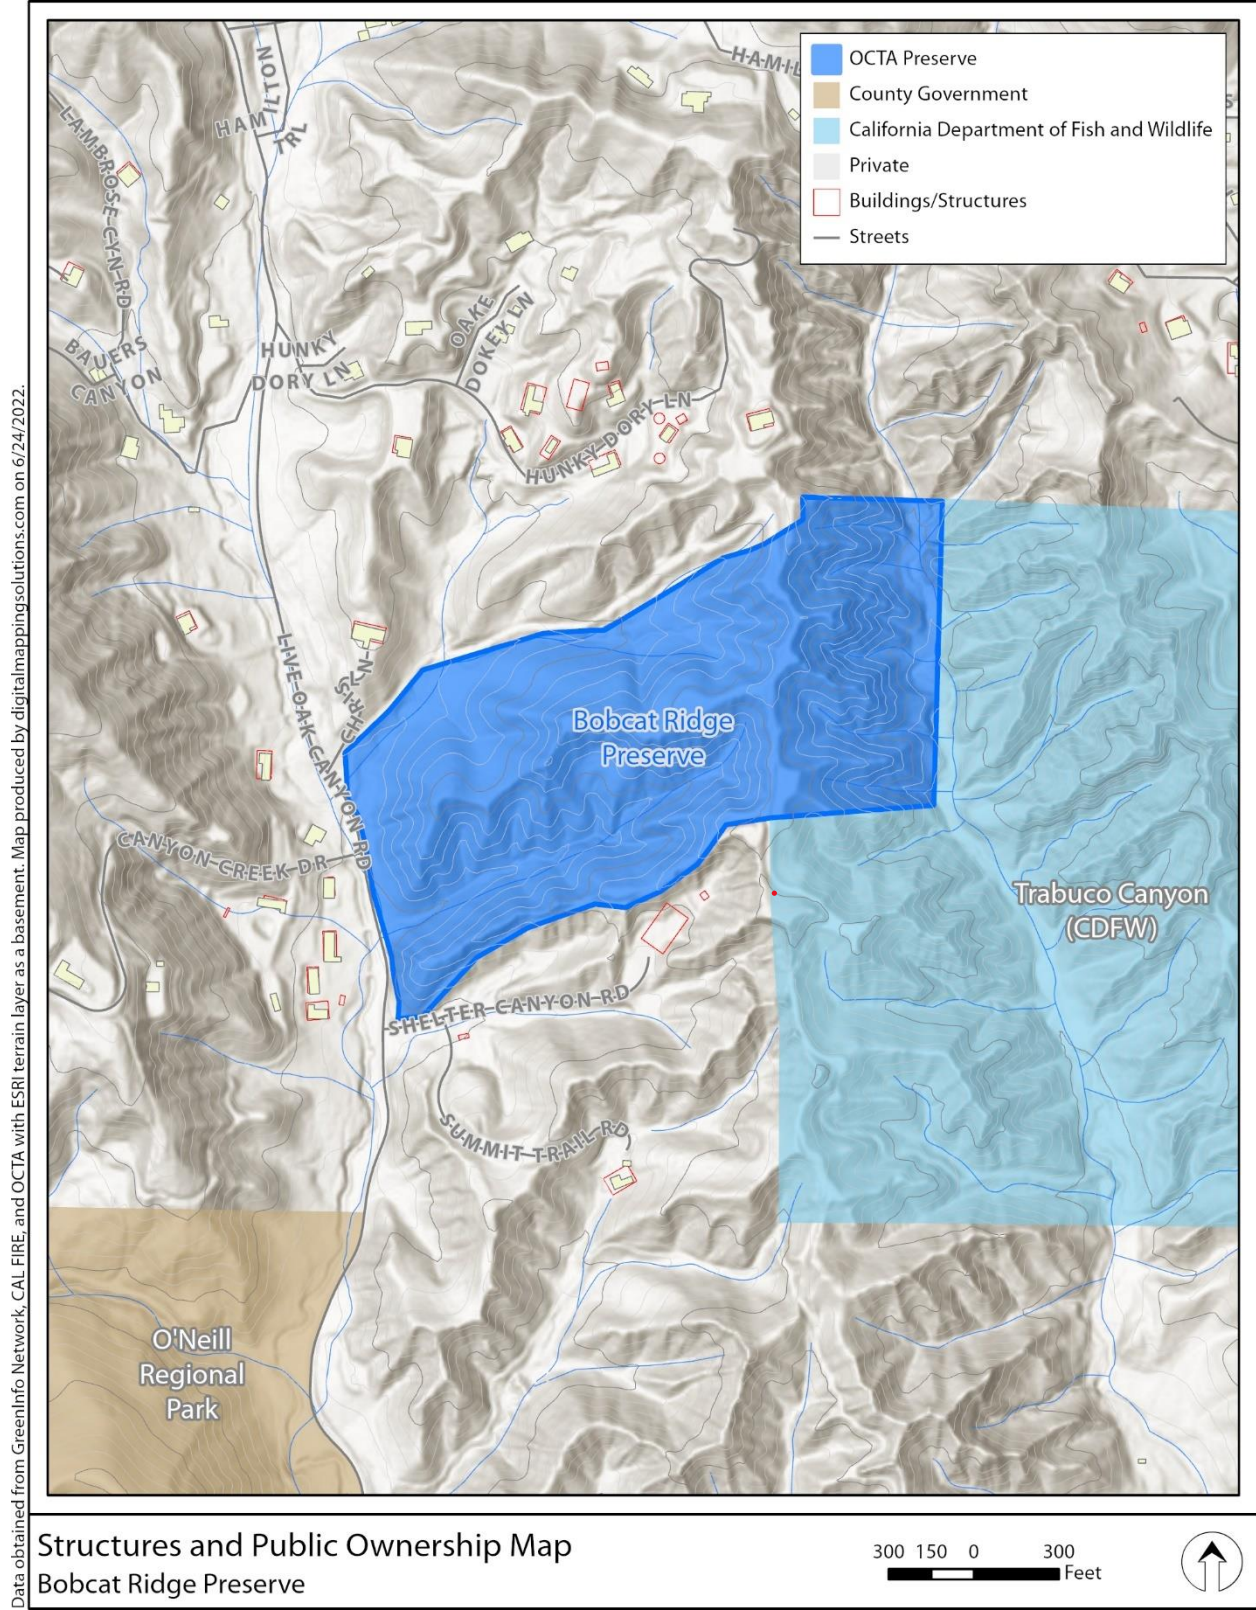 HAMILTON
TRL
HAMIL
LAMBROSE-CYN-RD
OCTA Preserve
County Government
California Department of Fish and Wildlife
Private
Buildings/Structures
Streets
BAUERS
CANYON
HUNKY
DORY LN
OAKE
DOKEY LN
HUNKY-DORY-LN
LIVE-OAK-CANYON-RD
CHRIS LN
Bobcat Ridge
Preserve
CANYON-CREEK-DR
Trabuco Canyon
(CDFW)
SHELTER-CANYON-RD
SUMMIT-TRAIL-RD
O'Neill
Regional
Park
Data obtained from GreenInfo Network, CAL FIRE, and OCTA with ESRI terrain layer as a basement. Map produced by digitalmappingsolutions.com on 6/24/2022.
Structures and Public Ownership Map
Bobcat Ridge Preserve
300 150 0 300
Feet